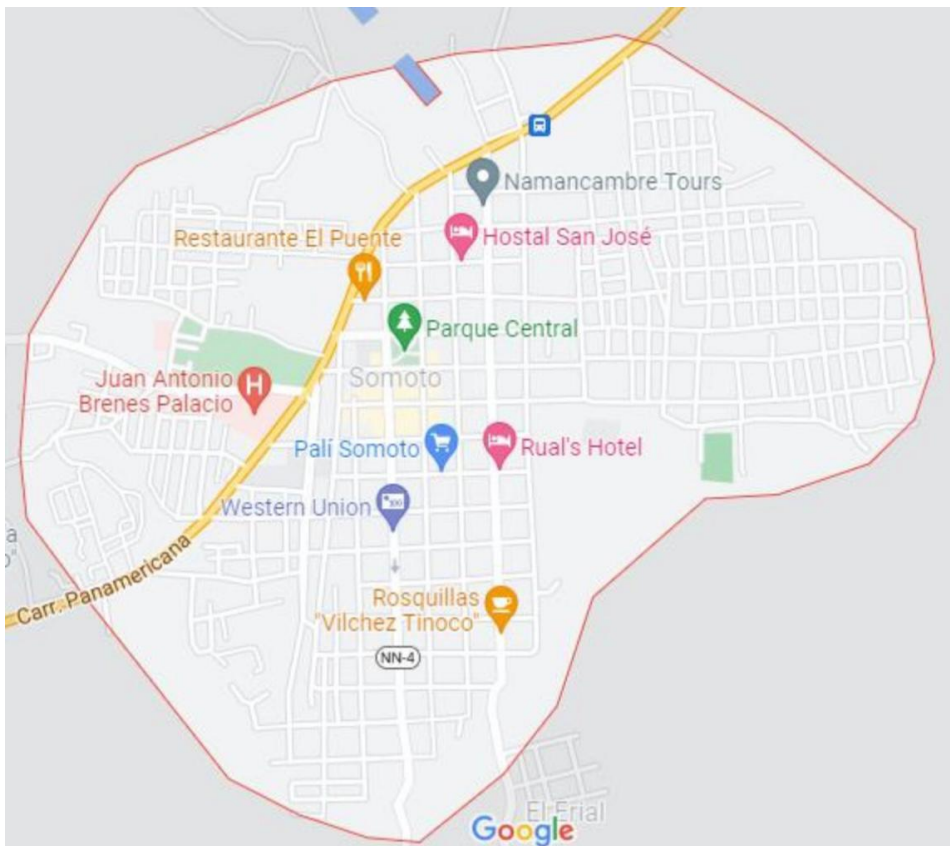 Namancambre Tours
Restaurante El Puente
Hostal San José
Parque Central
Juan Antonio
Brenes Palacio
Somoto
Palí Somoto
Rual's Hotel
Western Union
Carr. Panamericana
Rosquillas
"Vilchez Tinoco"
NN-4
El Erial
Google